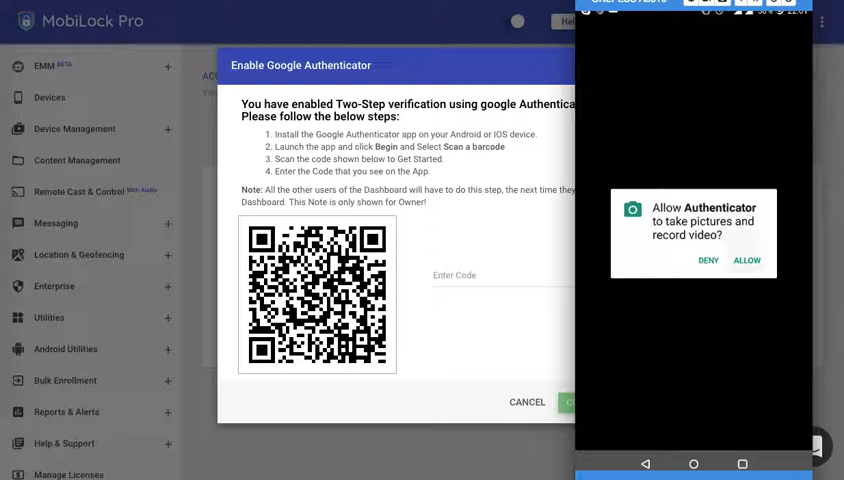 MobiLock Pro
EMM BETA
Devices
Device Management
Content Management
Remote Cast & Control With Audio
Messaging
Location & Geofencing
Enterprise
Utilities
Android Utilities
Bulk Enrollment
Reports & Alerts
Help & Support
Manage Licenses
Enable Google Authenticator
You have enabled Two-Step verification using google Authentica
Please follow the below steps:
1. Install the Google Authenticator app on your Android or IOS device.
2. Launch the app and click Begin and Select Scan a barcode
3. Scan the code shown below to Get Started.
4. Enter the Code that you see on the App.
Note: All the other users of the Dashboard will have to do this step, the next time they
Dashboard. This Note is only shown for Owner!
Enter Code
CANCEL
Allow Authenticator
to take pictures and
record video?
DENY ALLOW